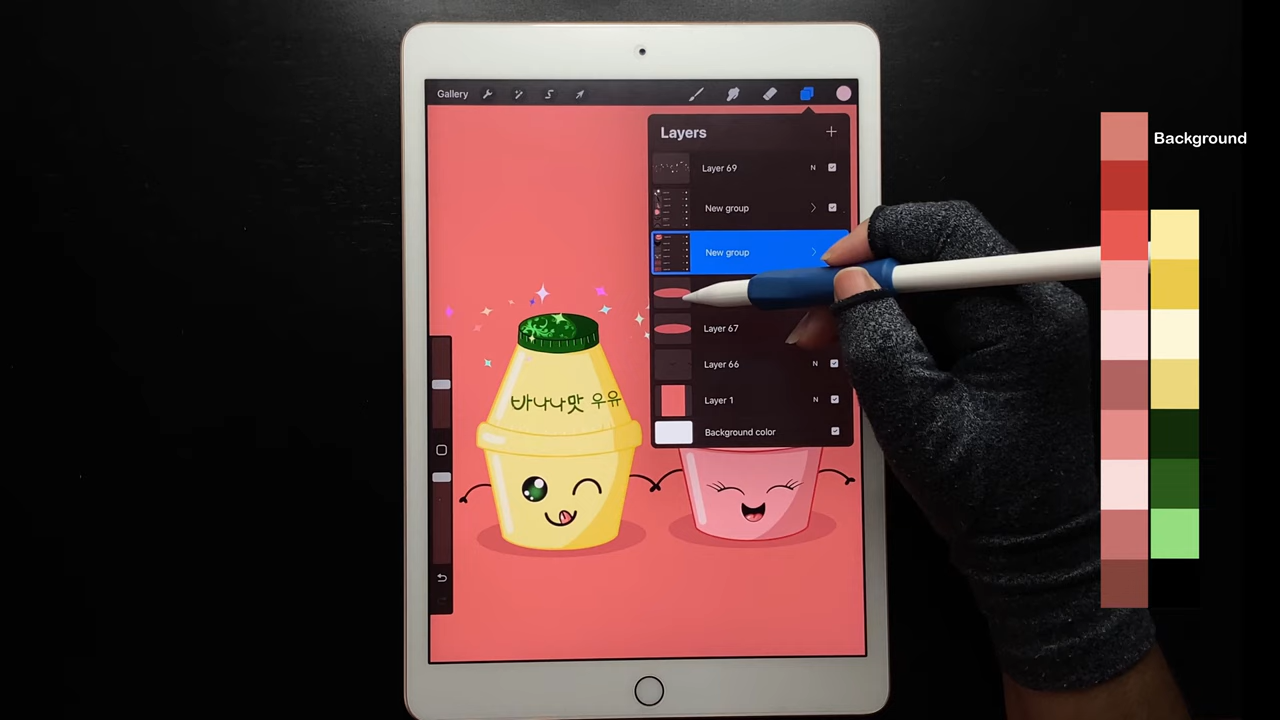 Gallery
Layers
Background
Layer 69
N
New group
New group
Layer 67
Layer 66
N
Layer 1
N
Background color
바나나맛 우유